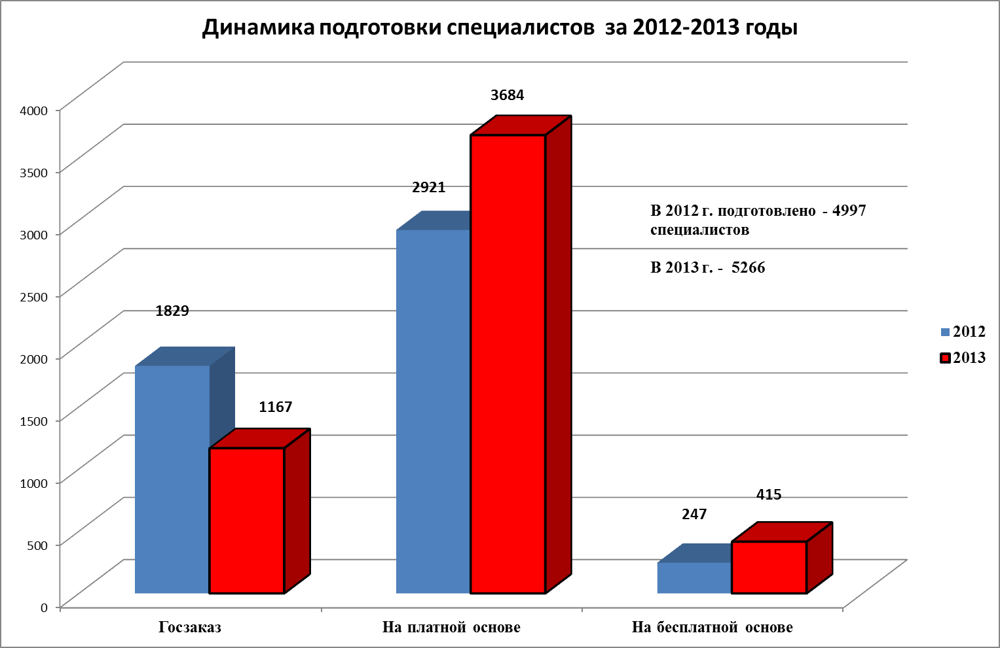 Динамика подготовки специалистов за 2012-2013 годы
4000
3500
3000
2500
2000
1500
1000
500
0
1829
1167
2921
3684
247
415
В 2012 г. подготовлено - 4997
специалистов
В 2013 г. - 5266
2012
2013
Госзаказ
На платной основе
На бесплатной основе